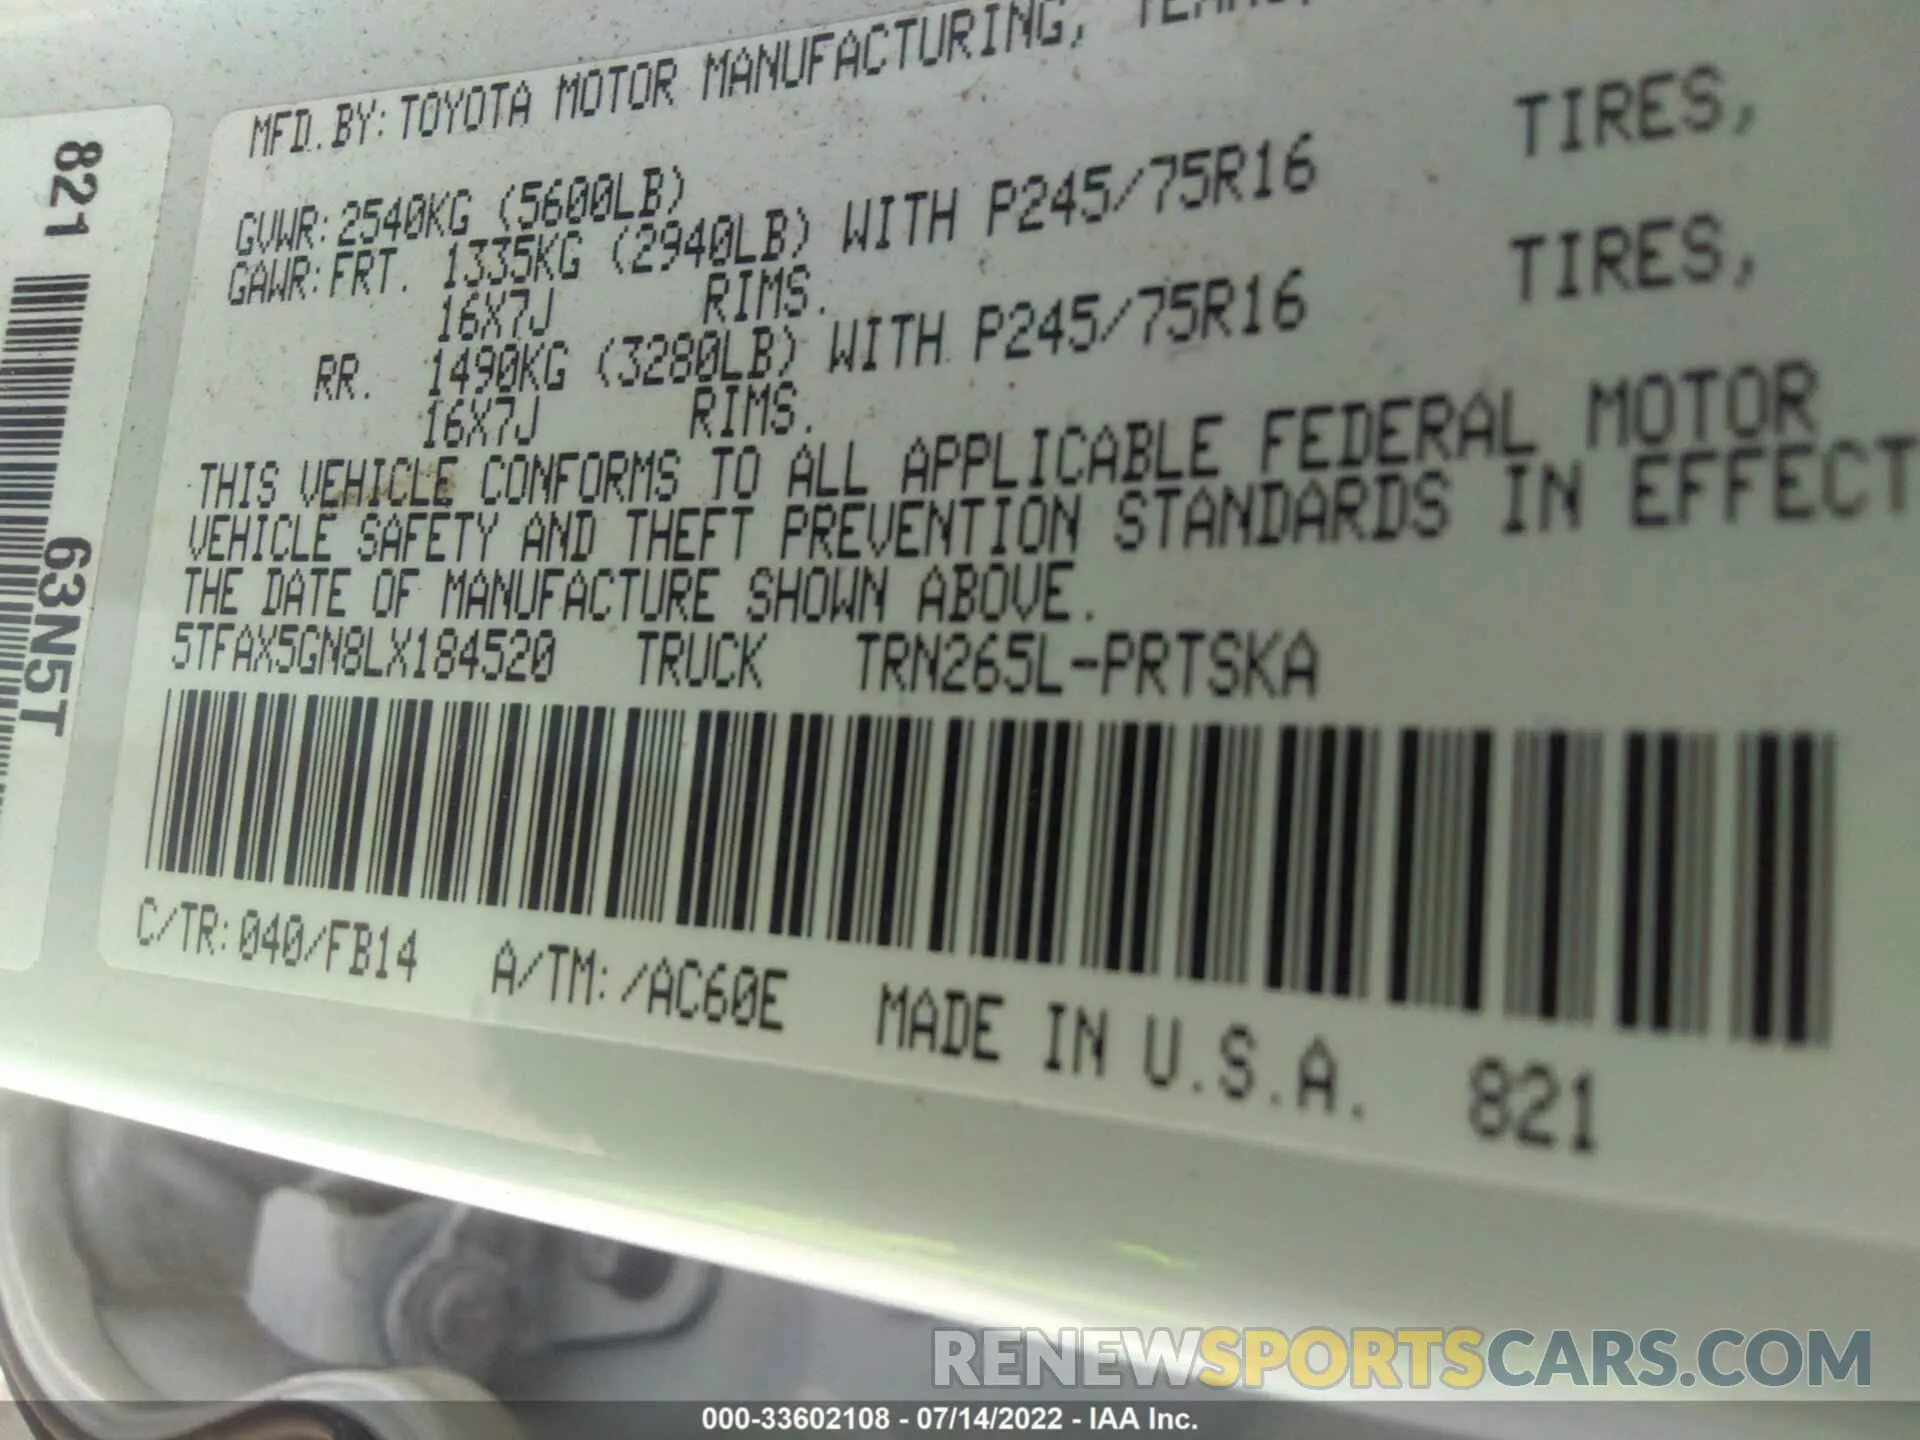 MFD.BY:TOYOTA MOTOR MANUFACTURING,
GVWR:2540KG (5600LB)
GAWR:FRT. 1335KG (2940LB) WITH P245/75R16 TIRES,
16X7J RIMS.
RR. 1490KG (3280LB) WITH P245/75R16 TIRES,
16X7J RIMS.
THIS VEHICLE CONFORMS TO ALL APPLICABLE FEDERAL MOTOR
VEHICLE SAFETY AND THEFT PREVENTION STANDARDS IN EFFECT
THE DATE OF MANUFACTURE SHOWN ABOVE.
5TFAX5GN8LX184520 TRUCK TRN265L-PRTSKA
C/TR:040/FB14 A/TM:/AC60E MADE IN U.S.A. 821
821
63N5T
RENEWSPORTSCARS.COM
000-33602108 - 07/14/2022 - IAA Inc.